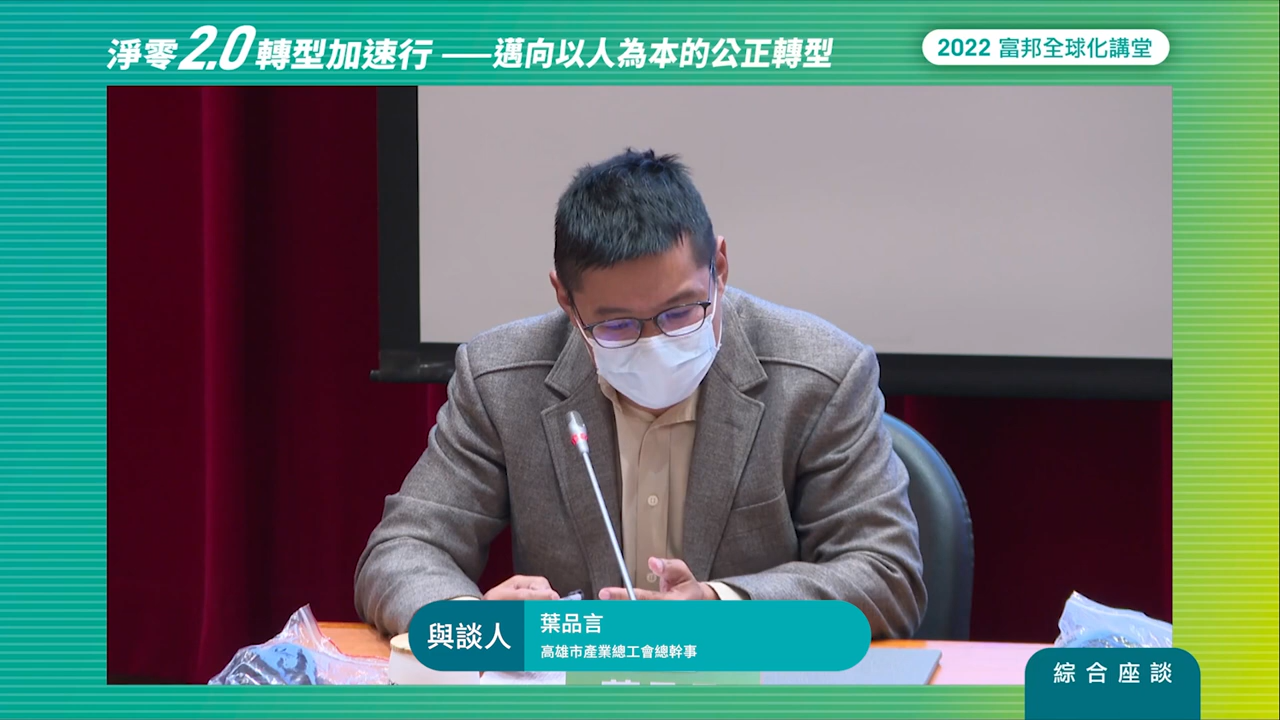 淨零2.0轉型加速行——邁向以人為本的公正轉型
2022 富邦全球化講堂
與談人
葉品言
高雄市產業總工會總幹事
綜合座談